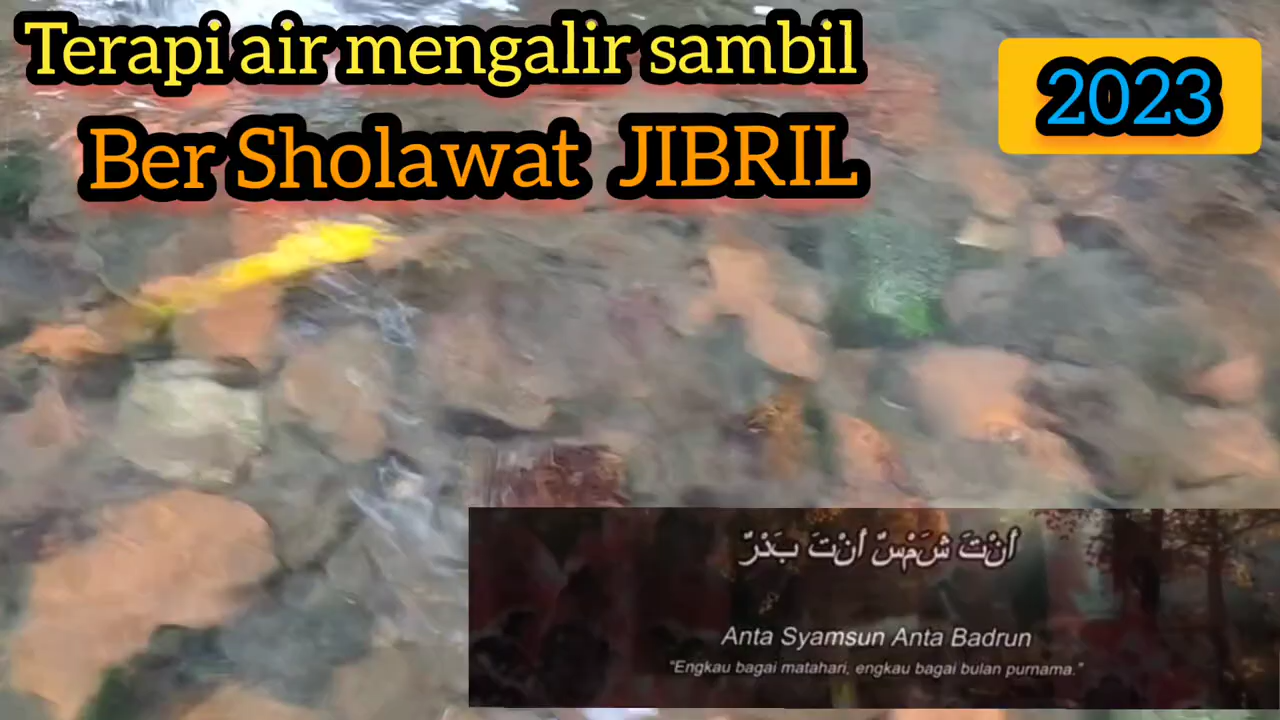 Terapi air mengalir sambil
Ber Sholawat JIBRIL
2023
أَنْتَ شَمْسٌ أَنْتَ بَدْرٌ
Anta Syamsun Anta Badrun
"Engkau bagai matahari, engkau bagai bulan purnama."